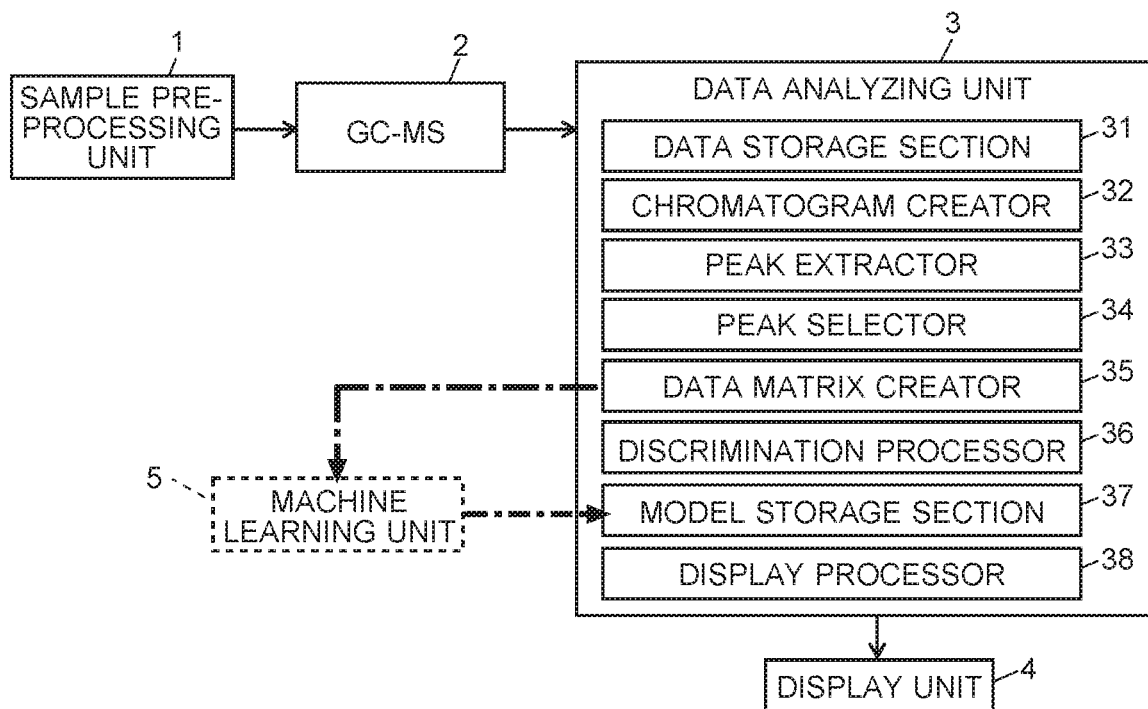 1
SAMPLE PRE-
PROCESSING
UNIT
2
GC-MS
3
DATA ANALYZING UNIT
DATA STORAGE SECTION
31
CHROMATOGRAM CREATOR
32
PEAK EXTRACTOR
33
PEAK SELECTOR
34
DATA MATRIX CREATOR
35
DISCRIMINATION PROCESSOR
36
MODEL STORAGE SECTION
37
DISPLAY PROCESSOR
38
5
MACHINE
LEARNING UNIT
DISPLAY UNIT
4